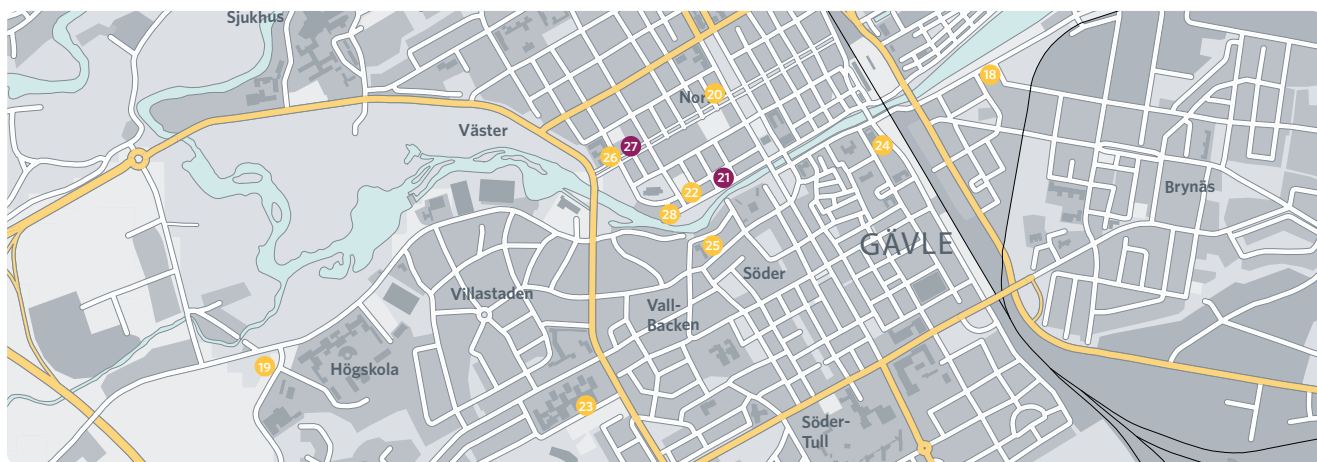 Sjukhus
18
Norr
20
Väster
27
26
24
21
22
Brynäs
28
GÄVLE
25
Söder
Villastaden
Vall-
Backen
19
Högskola
23
Söder-
Tull